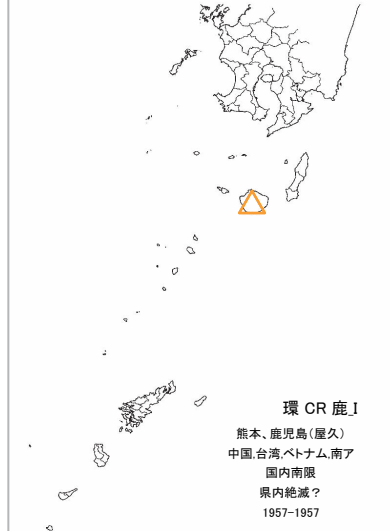 環 CR 鹿_I
熊本、鹿児島(屋久)
中国,台湾,ベトナム,南ア
国内南限
県内絶滅？
1957-1957